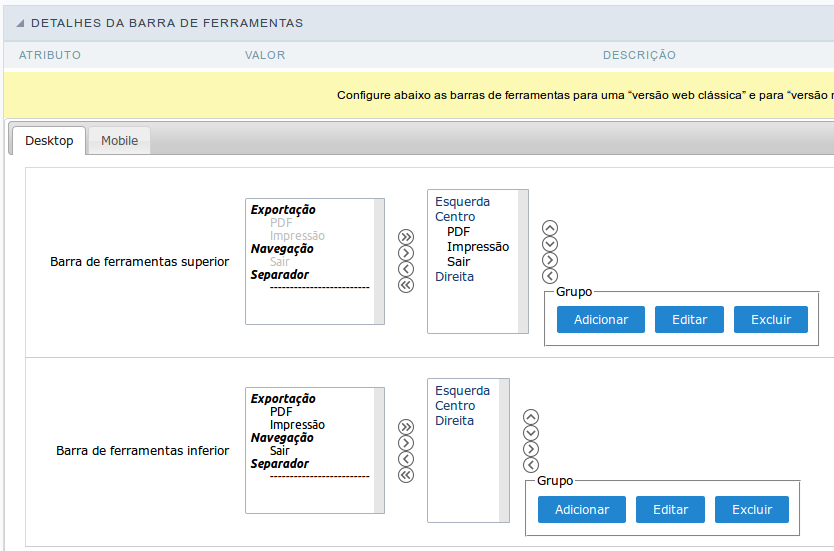 DETALHES DA BARRA DE FERRAMENTAS
ATRIBUTO VALOR DESCRIÇÃO
Configure abaixo as barras de ferramentas para uma “versão web clássica” e para “versão
Desktop Mobile
Barra de ferramentas superior
Exportação
PDF
Impressão
Navegação
Sair
Separador
-------------------------
Esquerda
Centro
PDF
Impressão
Sair
Direita
Grupo
Adicionar Editar Excluir
Barra de ferramentas inferior
Exportação
PDF
Impressão
Navegação
Sair
Separador
-------------------------
Esquerda
Centro
Direita
Grupo
Adicionar Editar Excluir